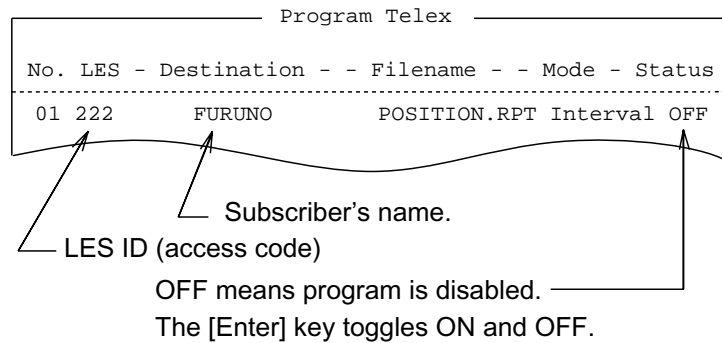 Program Telex
No. LES - Destination - - Filename - - Mode - Status
01 222 FURUNO POSITION.RPT Interval OFF
Subscriber's name.
LES ID (access code)
OFF means program is disabled.
The [Enter] key toggles ON and OFF.